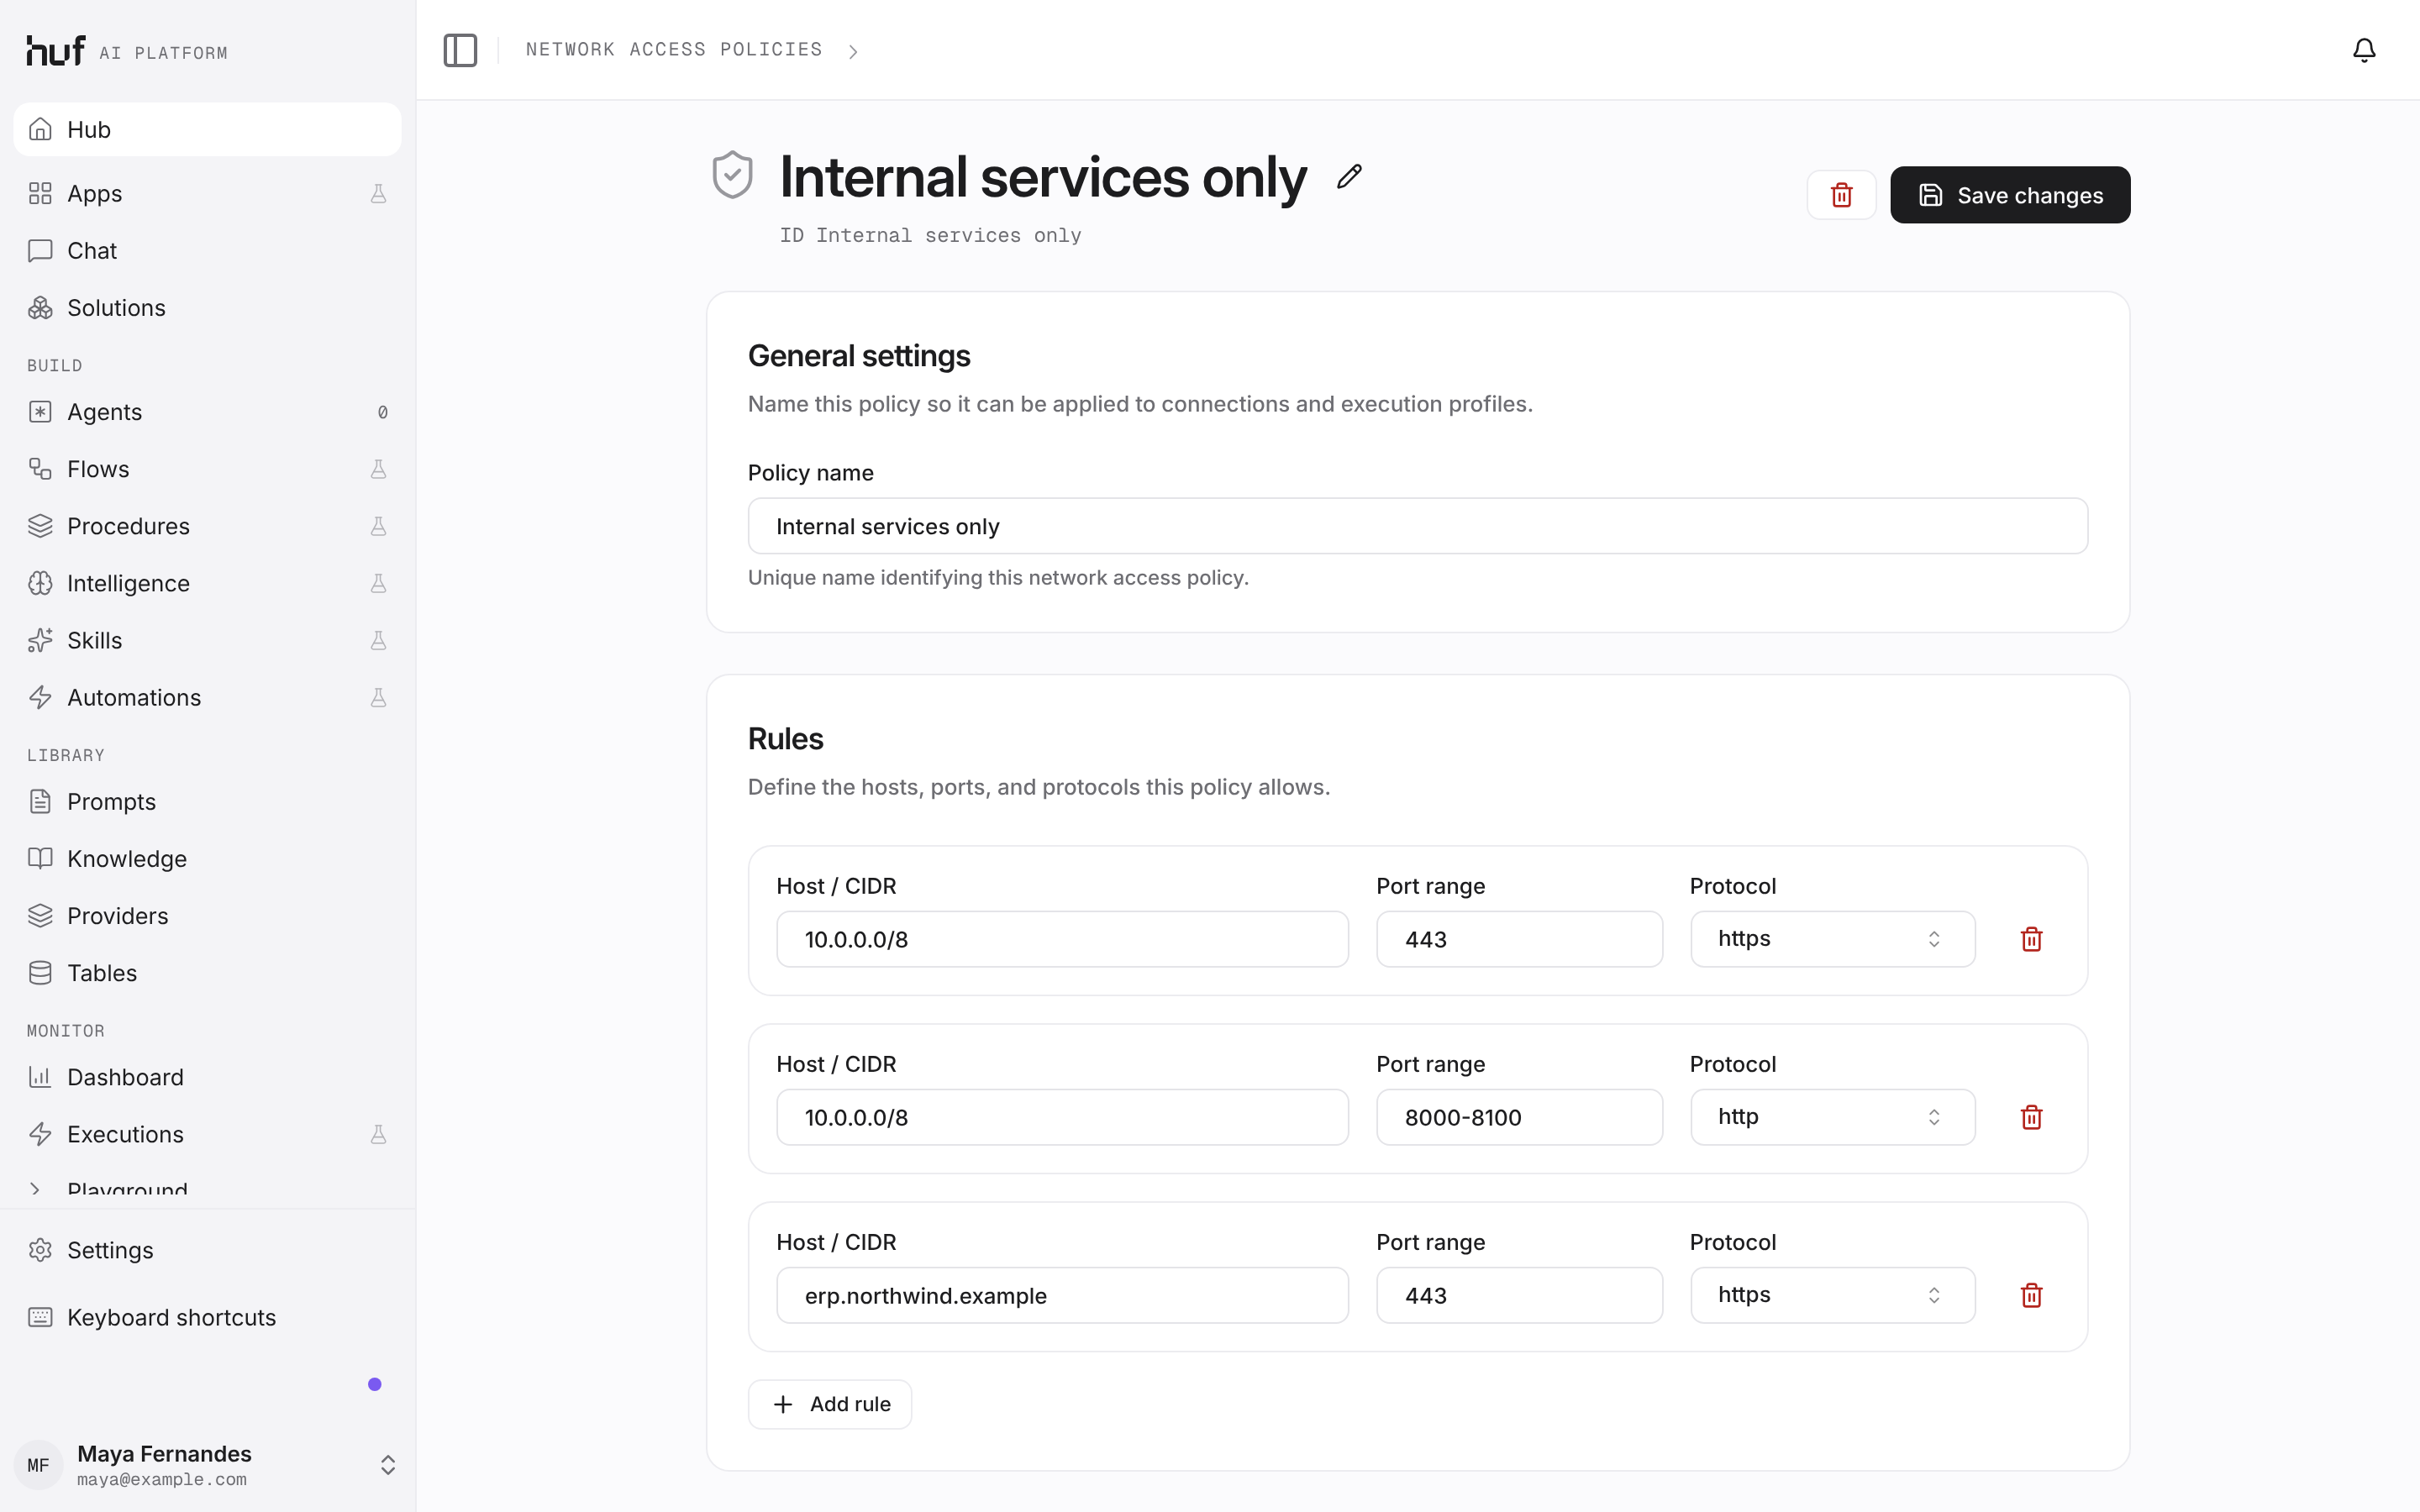 huf AI PLATFORM
Hub
Apps
Chat
Solutions
BUILD
Agents 0
Flows
Procedures
Intelligence
Skills
Automations
LIBRARY
Prompts
Knowledge
Providers
Tables
MONITOR
Dashboard
Executions
Playground
Settings
Keyboard shortcuts
MF
Maya Fernandes
maya@example.com
NETWORK ACCESS POLICIES
Internal services only
ID Internal services only
Save changes
General settings
Name this policy so it can be applied to connections and execution profiles.
Policy name
Internal services only
Unique name identifying this network access policy.
Rules
Define the hosts, ports, and protocols this policy allows.
Host / CIDR Port range Protocol
10.0.0.0/8 443 https
Host / CIDR Port range Protocol
10.0.0.0/8 8000-8100 http
Host / CIDR Port range Protocol
erp.northwind.example 443 https
Add rule